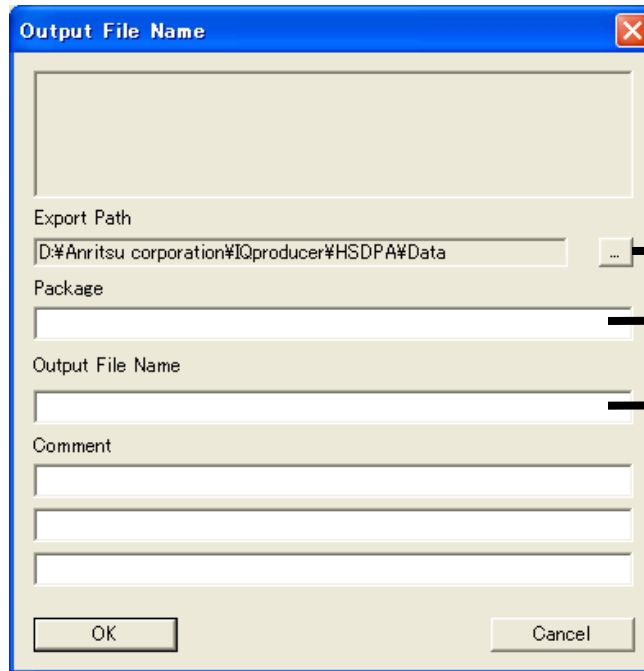 Output File Name
Export Path
D:¥Anritsu corporation¥IQproducer¥HSDPA¥Data
...
Package
Output File Name
Comment
OK
Cancel